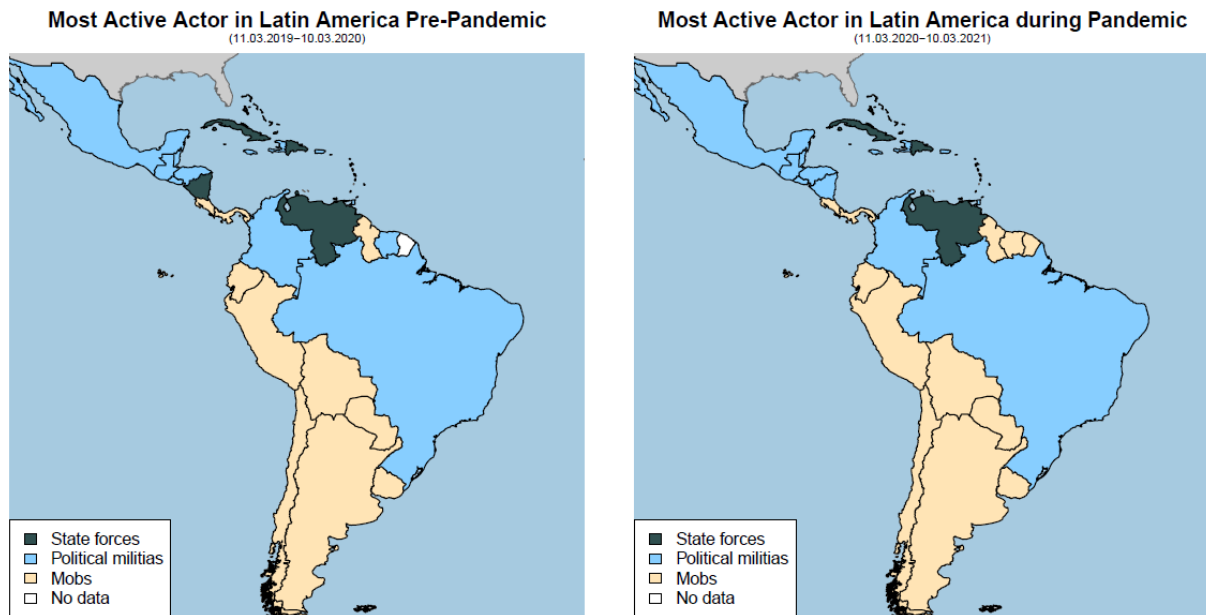 Most Active Actor in Latin America Pre-Pandemic
(11.03.2019−10.03.2020)
State forces
Political militias
Mobs
No data
Most Active Actor in Latin America during Pandemic
(11.03.2020−10.03.2021)
State forces
Political militias
Mobs
No data